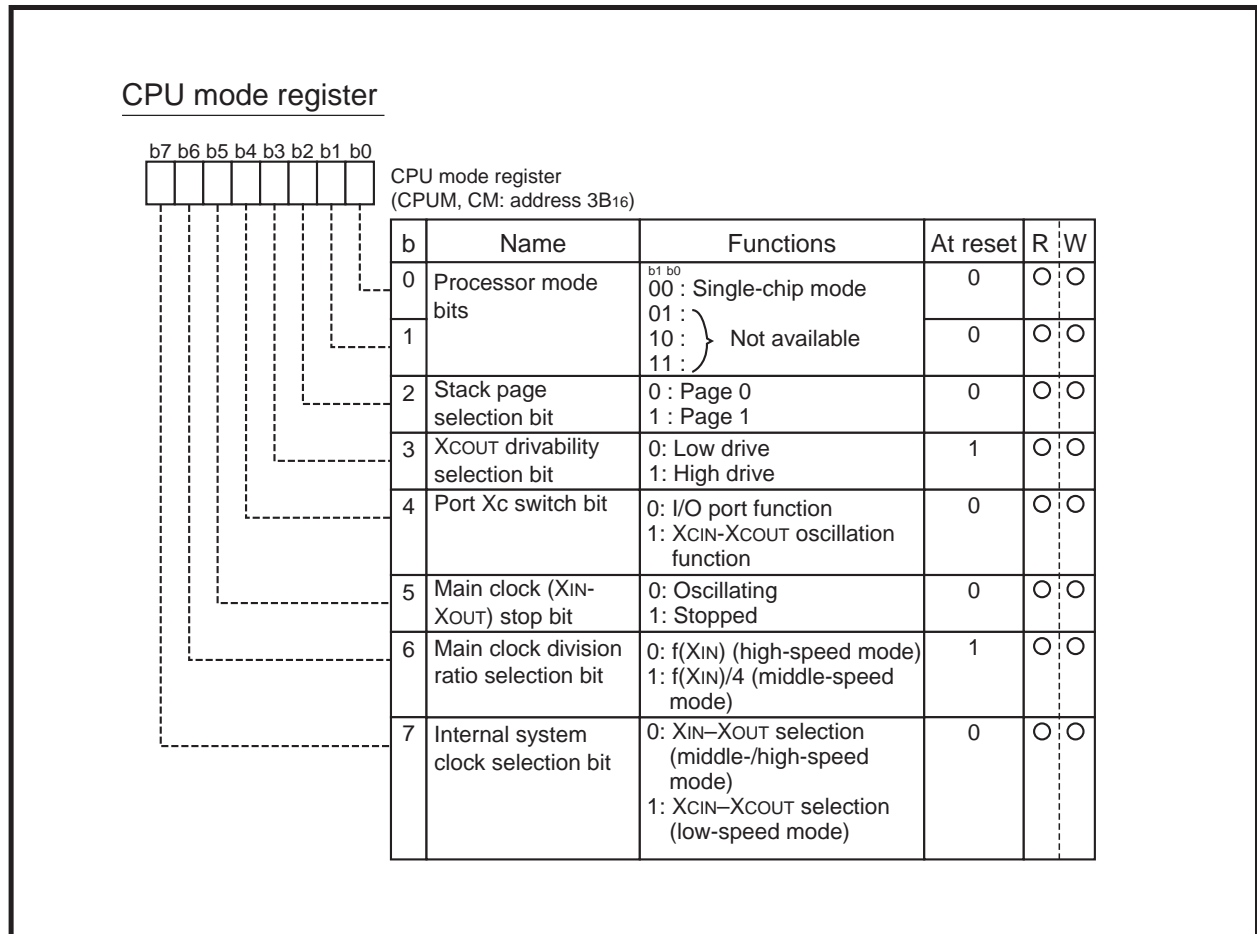 CPU mode register
b7 b6 b5 b4 b3 b2 b1 b0
CPU mode register
(CPUM, CM: address 3B16)
b Name Functions At reset R W
0 Processor mode bits
b1 b0
00 : Single-chip mode
01 :
10 : Not available
11 :
0
1 0
2 Stack page selection bit
0 : Page 0
1 : Page 1
0
3 XCOUT drivability selection bit
0: Low drive
1: High drive
1
4 Port Xc switch bit
0: I/O port function
1: XCIN-XCOUT oscillation
function
0
5 Main clock (XIN-
XOUT) stop bit
0: Oscillating
1: Stopped
0
6 Main clock division
ratio selection bit
0: f(XIN) (high-speed mode)
1: f(XIN)/4 (middle-speed
mode)
1
7 Internal system
clock selection bit
0: XIN–XOUT selection
(middle-/high-speed
mode)
1: XCIN–XCOUT selection
(low-speed mode)
0